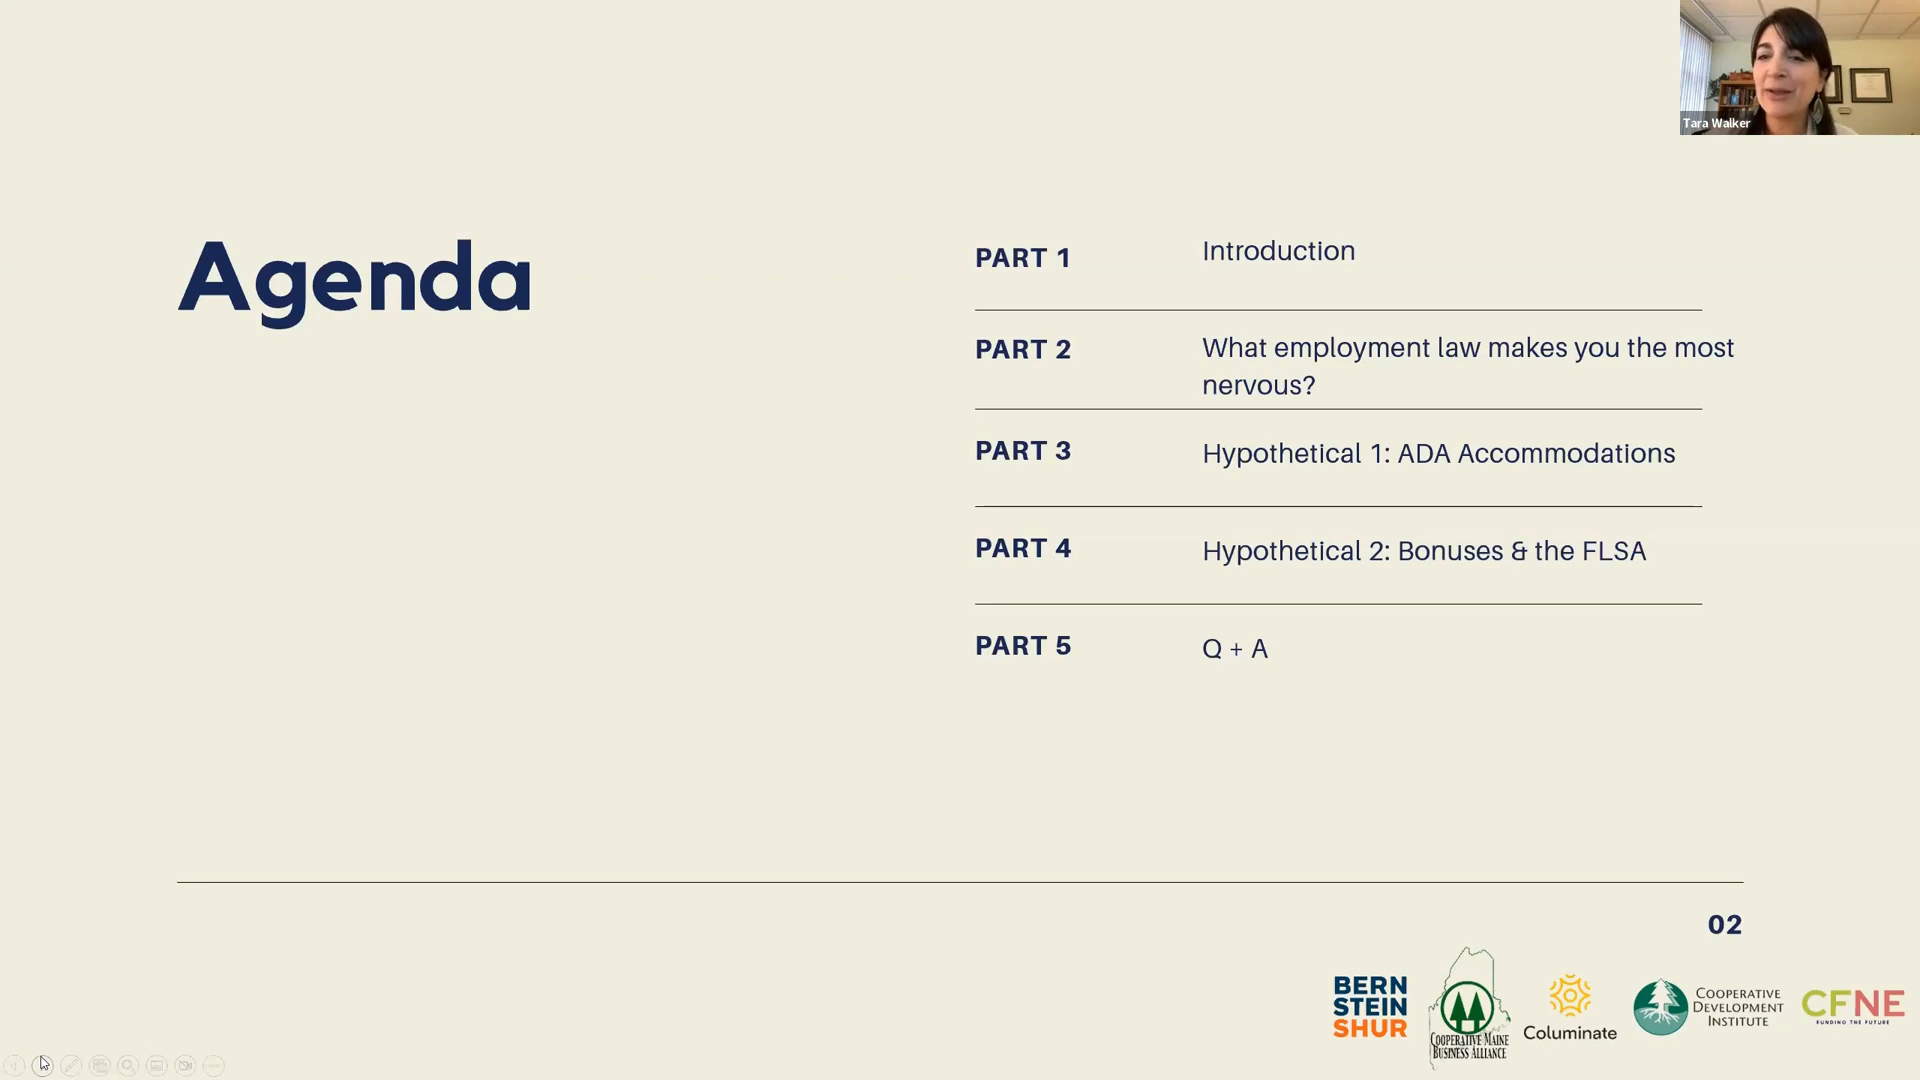 Tara Walker
Agenda
PART 1
Introduction
PART 2
What employment law makes you the most
nervous?
PART 3
Hypothetical 1: ADA Accommodations
PART 4
Hypothetical 2: Bonuses & the FLSA
PART 5
Q + A
02
BERN
STEIN
SHUR
COOPERATIVE MAINE
BUSINESS ALLIANCE
Columinate
COOPERATIVE
DEVELOPMENT
INSTITUTE
CFNE
FUNDING THE FUTURE